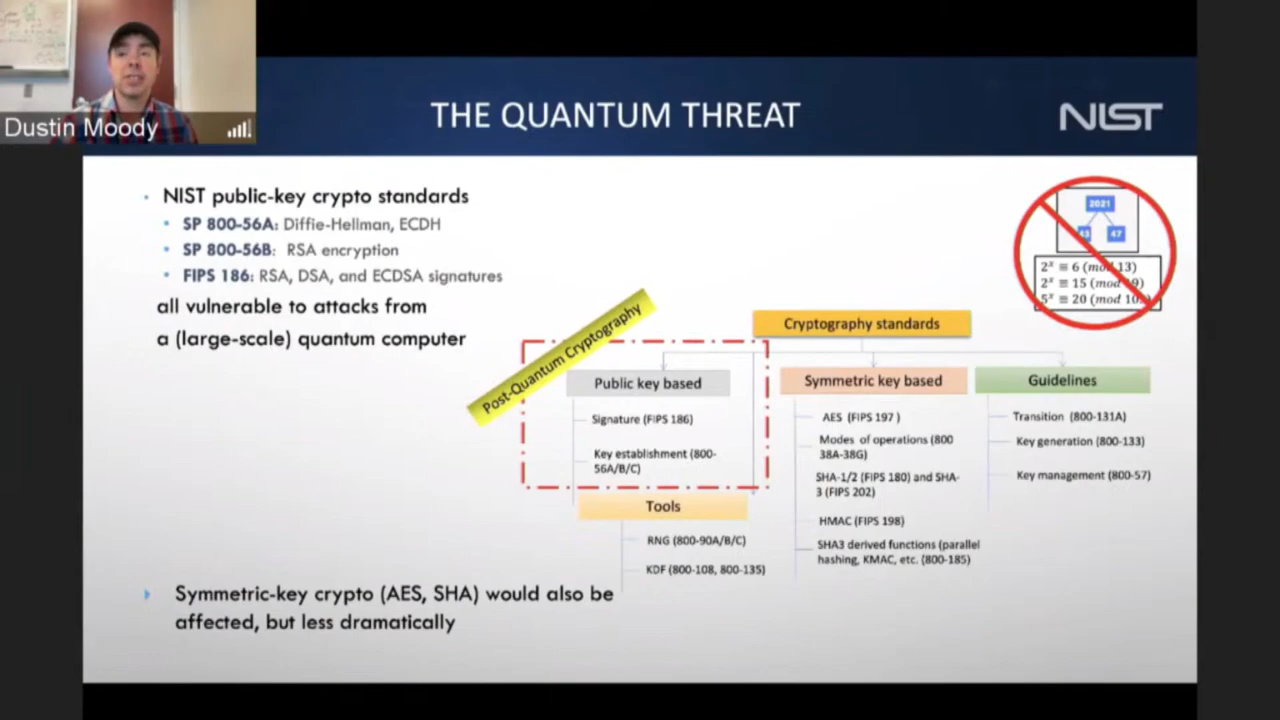 Dustin Moody
THE QUANTUM THREAT
NIST
NIST public-key crypto standards
SP 800-56A: Diffie-Hellman, ECDH
SP 800-56B: RSA encryption
FIPS 186: RSA, DSA, and ECDSA signatures
all vulnerable to attacks from
a (large-scale) quantum computer
2021
43 47
2ˣ ≡ 6 (mod 13)
2ˣ ≡ 15 (mod 19)
5ˣ ≡ 20 (mod
Post-Quantum Cryptography
Cryptography standards
Public key based
Signature (FIPS 186)
Key establishment (800-
56A/B/C)
Tools
RNG (800-90A/B/C)
KDF (800-108, 800-135)
Symmetric key based
AES (FIPS 197 )
Modes of operations (800
38A-38G)
SHA-1/2 (FIPS 180) and SHA-
3 (FIPS 202)
HMAC (FIPS 198)
SHA3 derived functions (parallel
hashing, KMAC, etc. (800-185)
Guidelines
Transition (800-131A)
Key generation (800-133)
Key management (800-57)
Symmetric-key crypto (AES, SHA) would also be
affected, but less dramatically